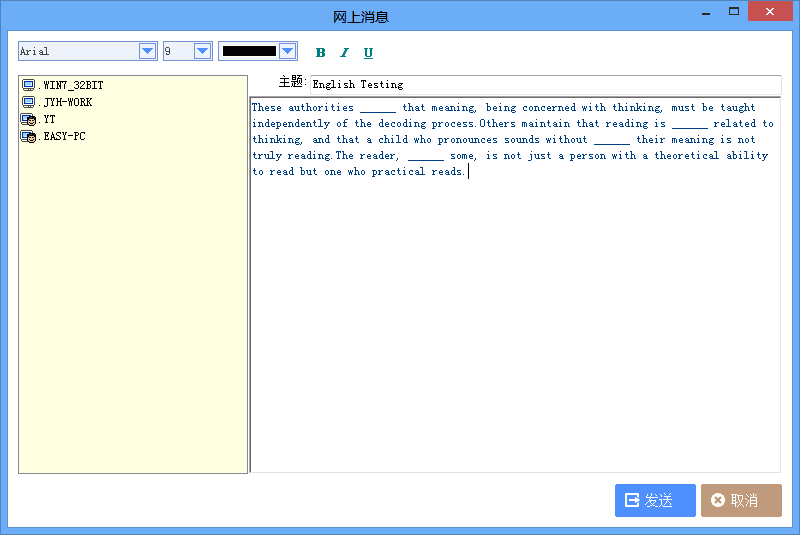 网上消息
Arial
9
B I U
.WIN7_32BIT
.JYH-WORK
.YT
.EASY-PC
主题: English Testing
These authorities ______ that meaning, being concerned with thinking, must be taught
independently of the decoding process.Others maintain that reading is ______ related to
thinking, and that a child who pronounces sounds without ______ their meaning is not
truly reading.The reader, ______ some, is not just a person with a theoretical ability
to read but one who practical reads.
发送
取消